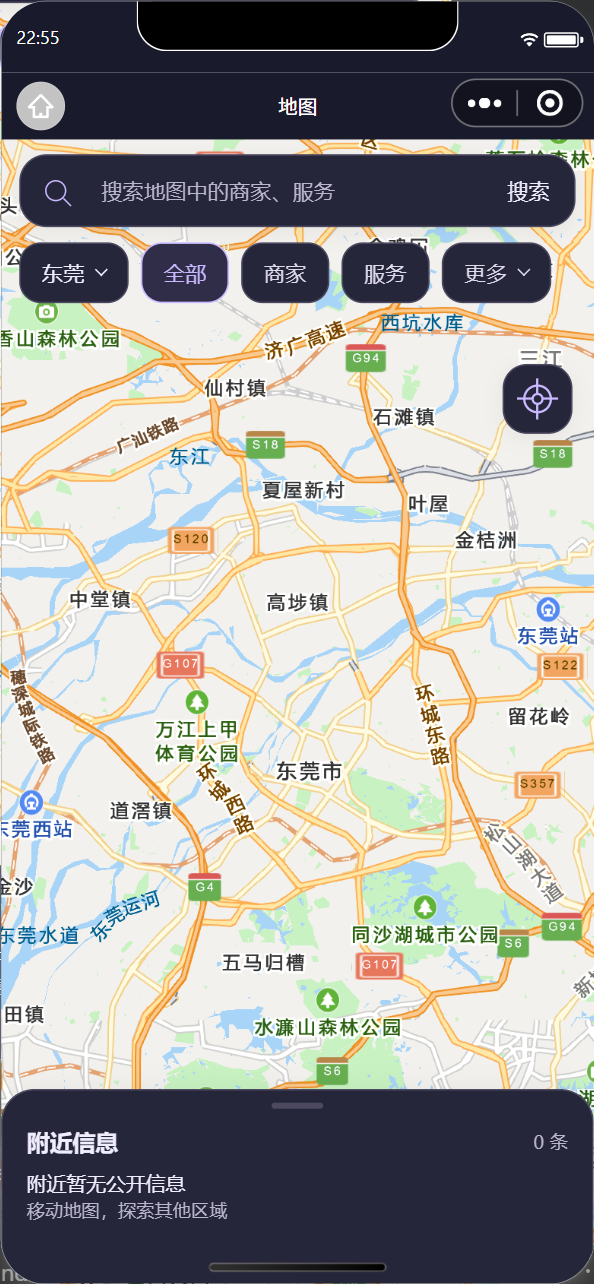 22:55
地图
搜索地图中的商家、服务
搜索
东莞
全部
商家
服务
更多
西坑水库
香山森林公园
济广高速
G94
三江
仙村镇
石滩镇
广汕铁路
S18
东江
S18
夏屋新村
叶屋
S120
金桔洲
中堂镇
高埗镇
东莞站
G107
S122
穗深城际铁路
环城东路
万江上甲
体育公园
留花岭
环城西路
东莞市
S357
东莞西站
道滘镇
松山湖大道
金沙
G4
东莞运河
东莞水道
同沙湖城市公园
G94
S6
五马归槽
G107
田镇
水濂山森林公园
S6
附近信息
0 条
附近暂无公开信息
移动地图，探索其他区域